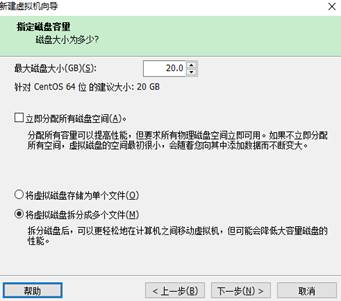 新建虚拟机向导
指定磁盘容量
磁盘大小为多少?
最大磁盘大小(GB)(S):
20.0
针对 CentOS 64 位 的建议大小: 20 GB
立即分配所有磁盘空间(A)。
分配所有容量可以提高性能，但要求所有物理磁盘空间立即可用。如果不立即分配
所有空间，虚拟磁盘的空间最初很小，会随着您向其中添加数据而不断变大。
将虚拟磁盘存储为单个文件(O)
将虚拟磁盘拆分成多个文件(M)
拆分磁盘后，可以更轻松地在计算机之间移动虚拟机，但可能会降低大容量磁盘的
性能。
帮助
< 上一步(B)
下一步(N) >
取消